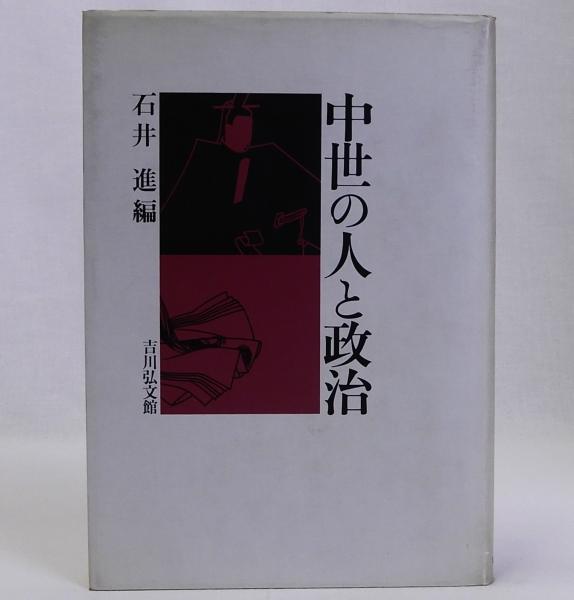 中世の人と政治
石井 進編
吉川弘文館